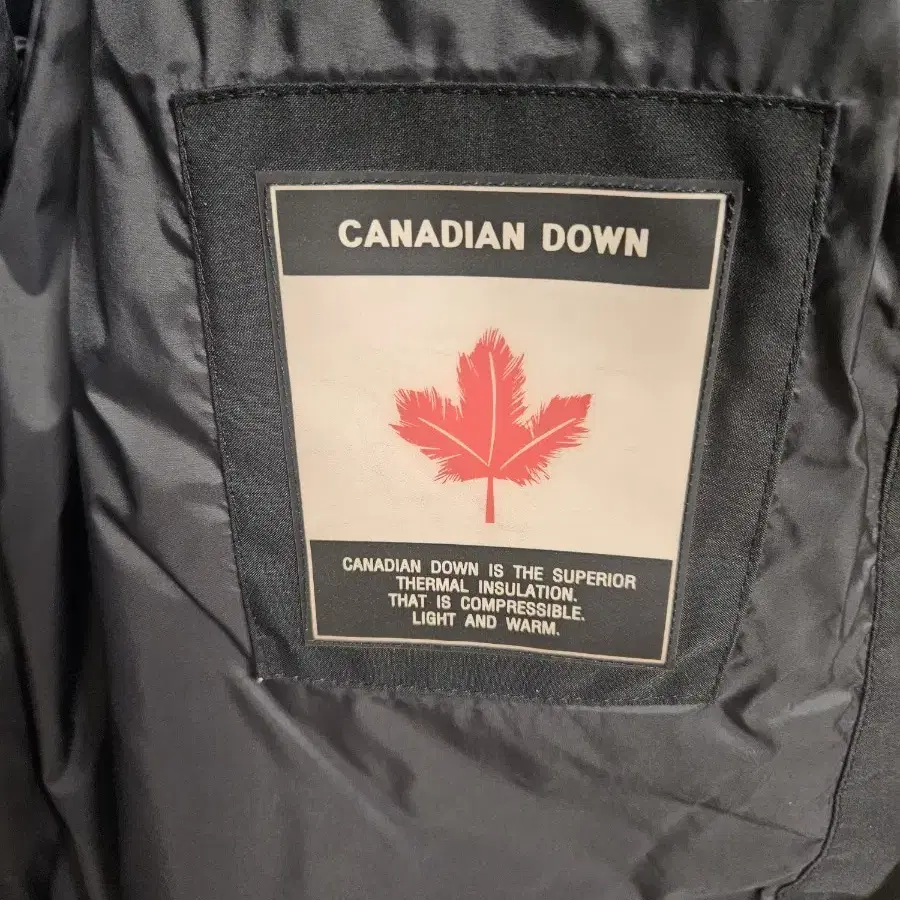 CANADIAN DOWN
CANADIAN DOWN IS THE SUPERIOR
THERMAL INSULATION.
THAT IS COMPRESSIBLE.
LIGHT AND WARM.